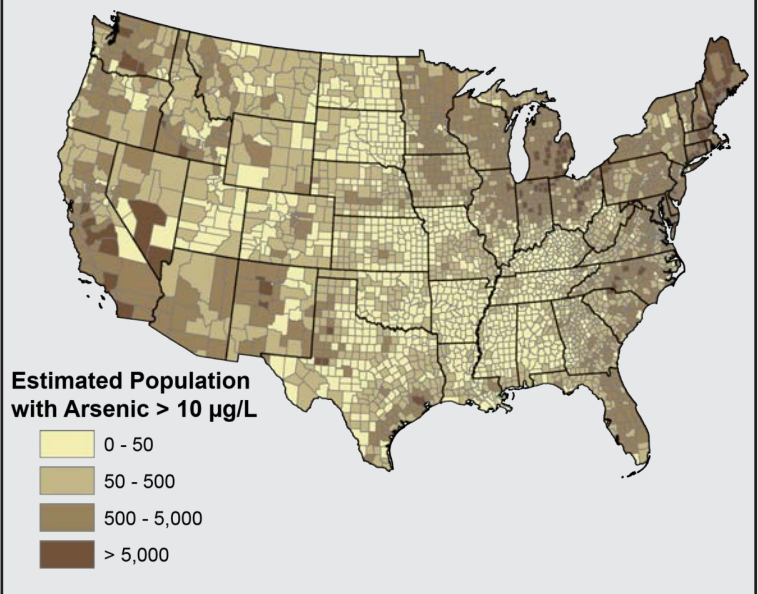 Estimated Population
with Arsenic > 10 µg/L
0 - 50
50 - 500
500 - 5,000
> 5,000